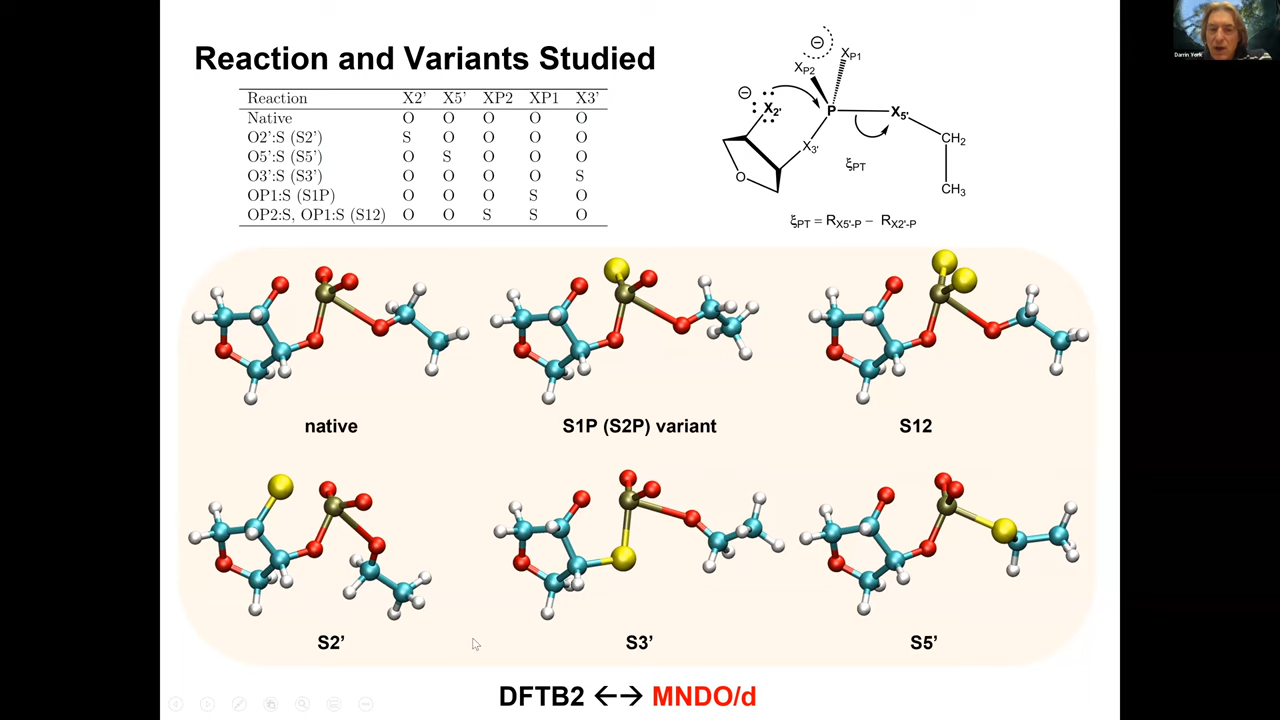 Reaction and Variants Studied
Reaction X2' X5' XP2 XP1 X3'
Native O O O O O
O2':S (S2') S O O O O
O5':S (S5') O S O O O
O3':S (S3') O O O O S
OP1:S (S1P) O O O S O
OP2:S, OP1:S (S12) O O S S O
⊖
XP1
XP2
⊖
X2'
P
X5'
X3'
O
CH2
CH3
ξPT
ξPT = RX5'-P − RX2'-P
Darrin York
native
S1P (S2P) variant
S12
S2'
S3'
S5'
DFTB2 ←→ MNDO/d